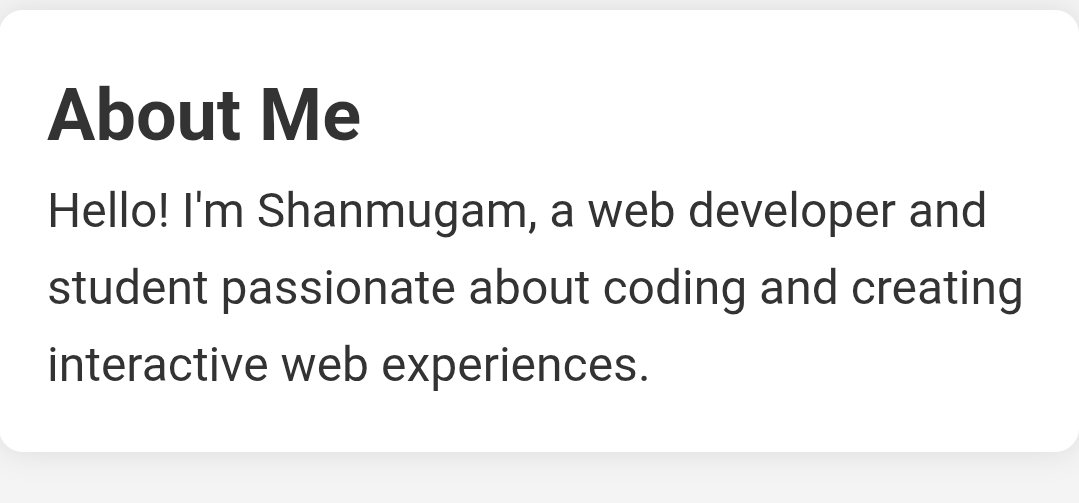 About Me
Hello! I'm Shanmugam, a web developer and
student passionate about coding and creating
interactive web experiences.